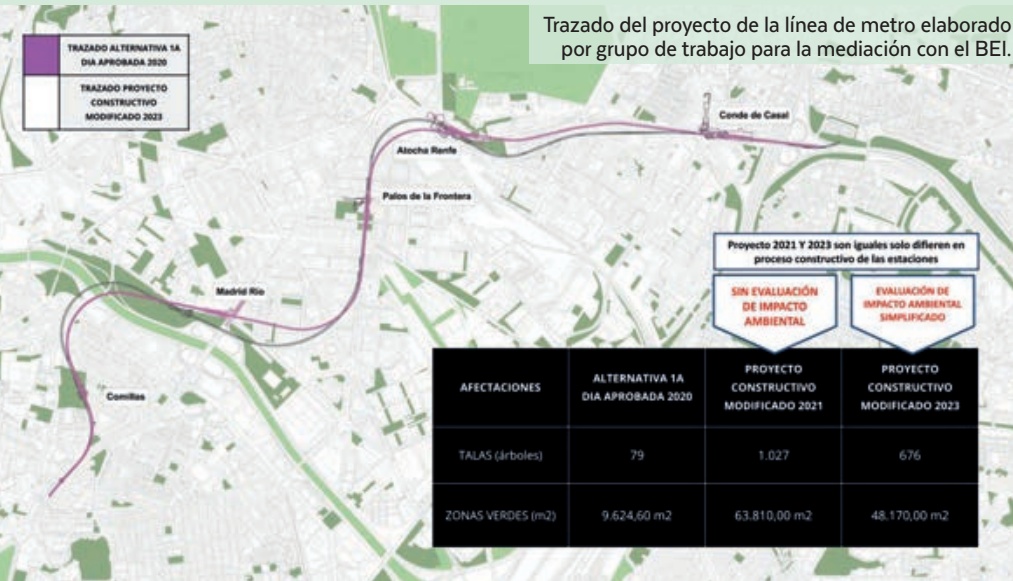 Trazado del proyecto de la línea de metro elaborado
por grupo de trabajo para la mediación con el BEI.
TRAZADO ALTERNATIVA 1A
DIA APROBADA 2020
TRAZADO PROYECTO
CONSTRUCTIVO
MODIFICADO 2023
Conde de Casal
Atocha Renfe
Palos de la Frontera
Madrid Río
Comillas
Proyecto 2021 Y 2023 son iguales solo difieren en
proceso constructivo de las estaciones
SIN EVALUACIÓN
DE IMPACTO
AMBIENTAL
EVALUACIÓN DE
IMPACTO AMBIENTAL
SIMPLIFICADO
AFECTACIONES
ALTERNATIVA 1A
DIA APROBADA 2020
PROYECTO
CONSTRUCTIVO
MODIFICADO 2021
PROYECTO
CONSTRUCTIVO
MODIFICADO 2023
TALAS (árboles)
79
1.027
676
ZONAS VERDES (m2)
9.624,60 m2
63.810,00 m2
48.170,00 m2